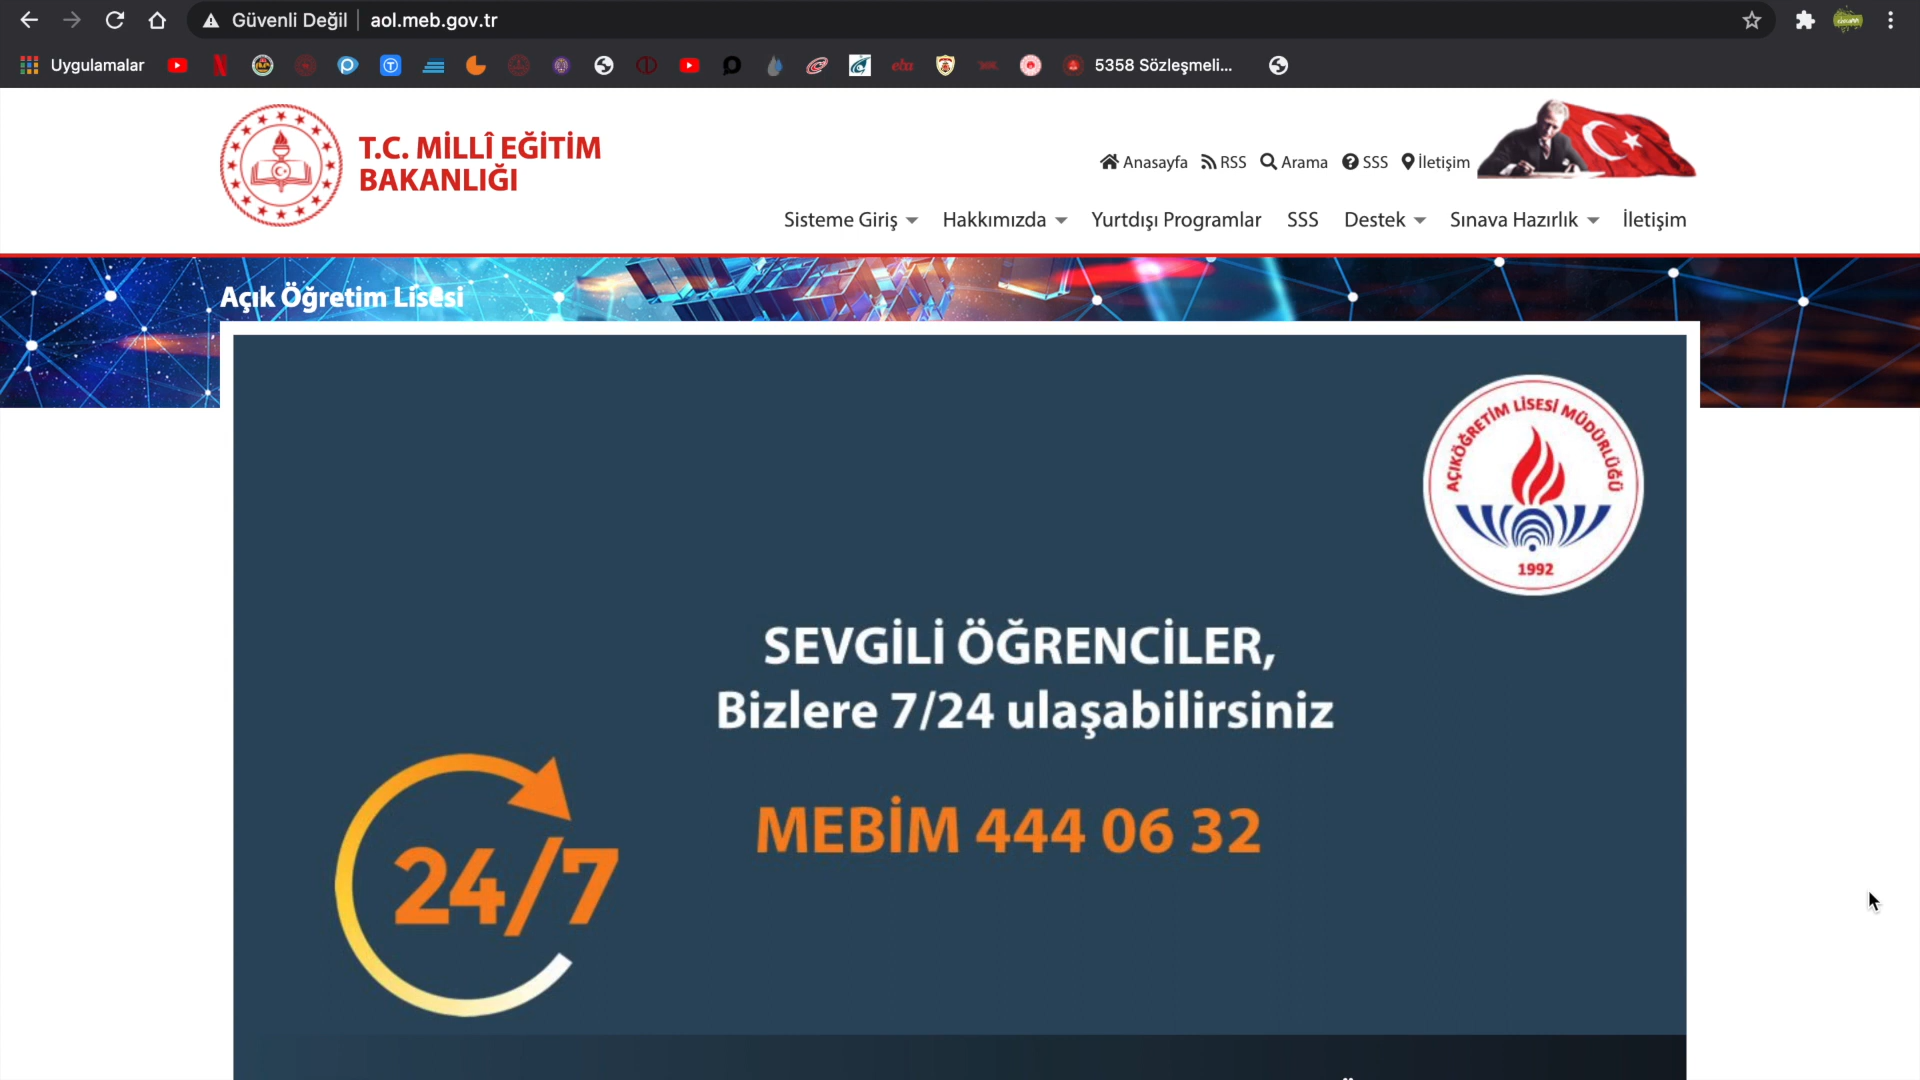 Güvenli Değil | aol.meb.gov.tr
Uygulamalar
eba
5358 Sözleşmeli...
T.C. MİLLÎ EĞİTİM
BAKANLIĞI
Anasayfa RSS Arama SSS İletişim
Sisteme Giriş Hakkımızda Yurtdışı Programlar SSS Destek Sınava Hazırlık İletişim
Açık Öğretim Lisesi
AÇIKÖĞRETİM LİSESİ MÜDÜRLÜĞÜ
1992
SEVGİLİ ÖĞRENCİLER,
Bizlere 7/24 ulaşabilirsiniz
MEBİM 444 06 32
24/7